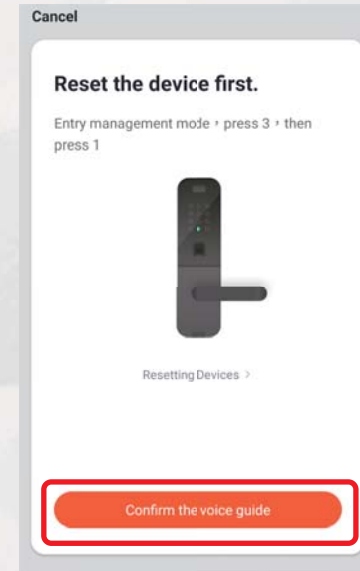 Cancel
Reset the device first.
Entry management mode，press 3，then
press 1
Resetting Devices >
Confirm the voice guide